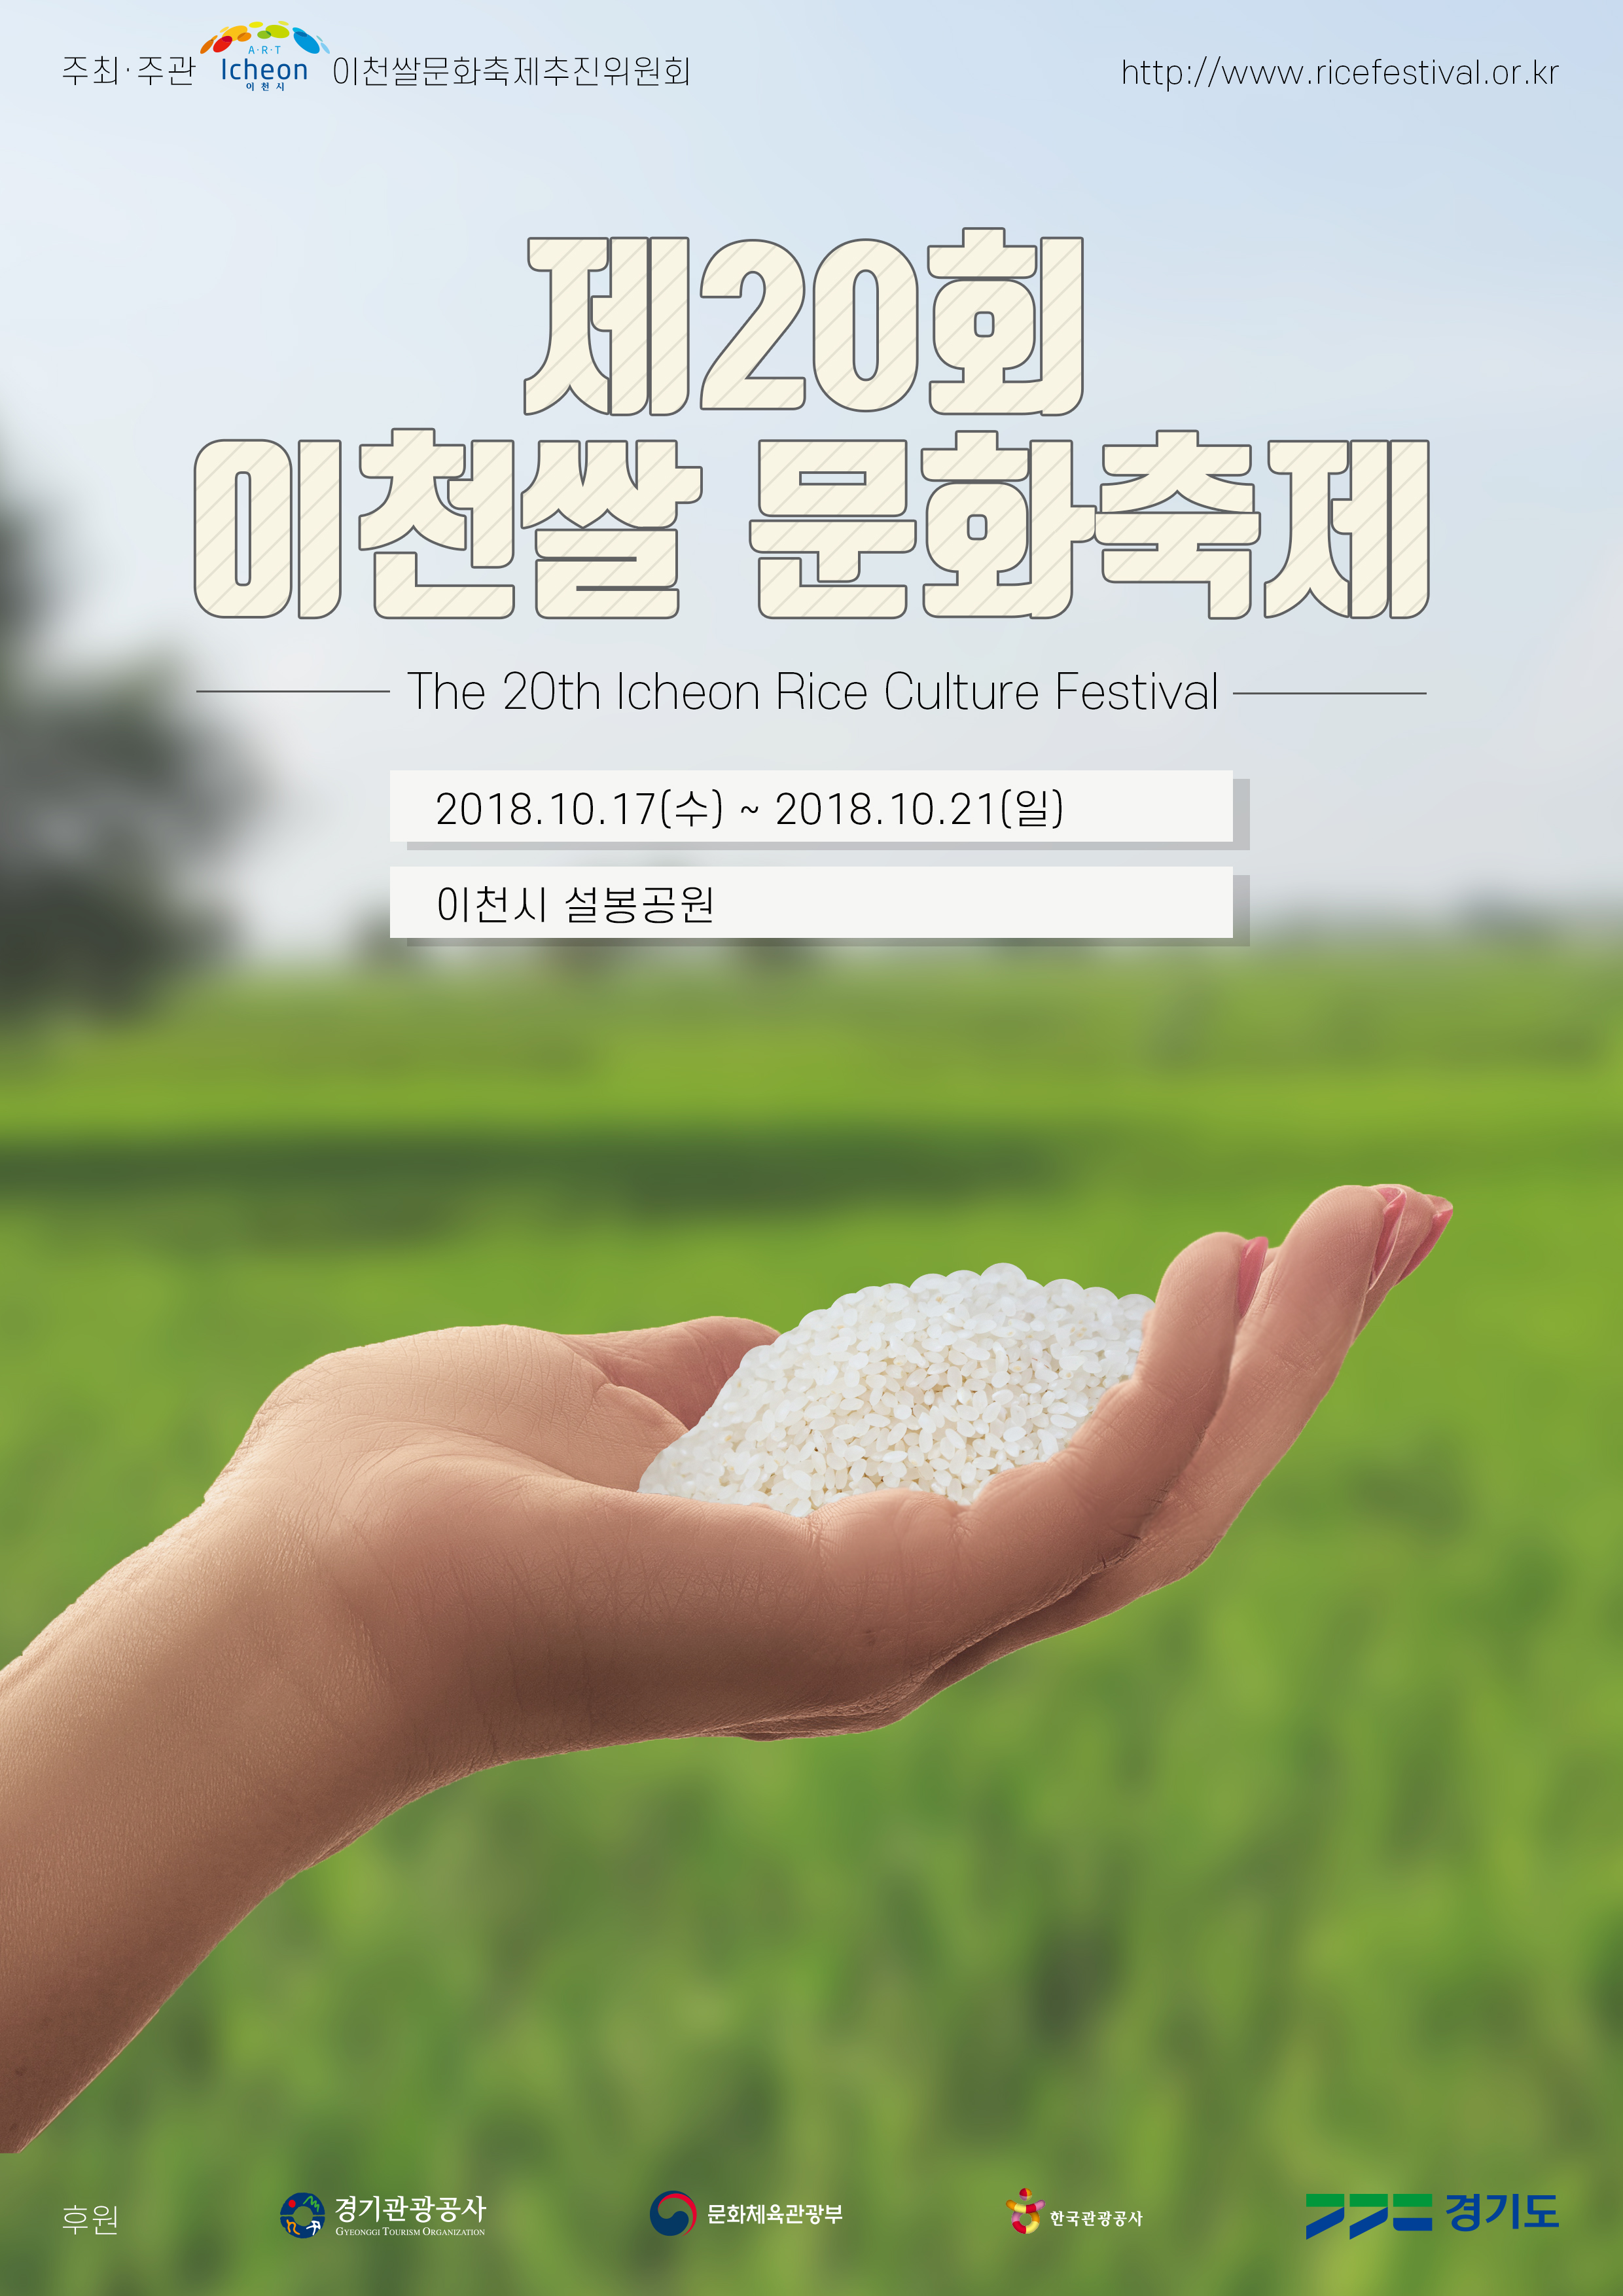 주최·주관 A·R·T Icheon 이천시 이천쌀문화축제추진위원회
http://www.ricefestival.or.kr
제20회
이천쌀 문화축제
The 20th Icheon Rice Culture Festival
2018.10.17(수) ~ 2018.10.21(일)
이천시 설봉공원
후원
경기관광공사
GYEONGGI TOURISM ORGANIZATION
문화체육관광부
한국관광공사
경기도